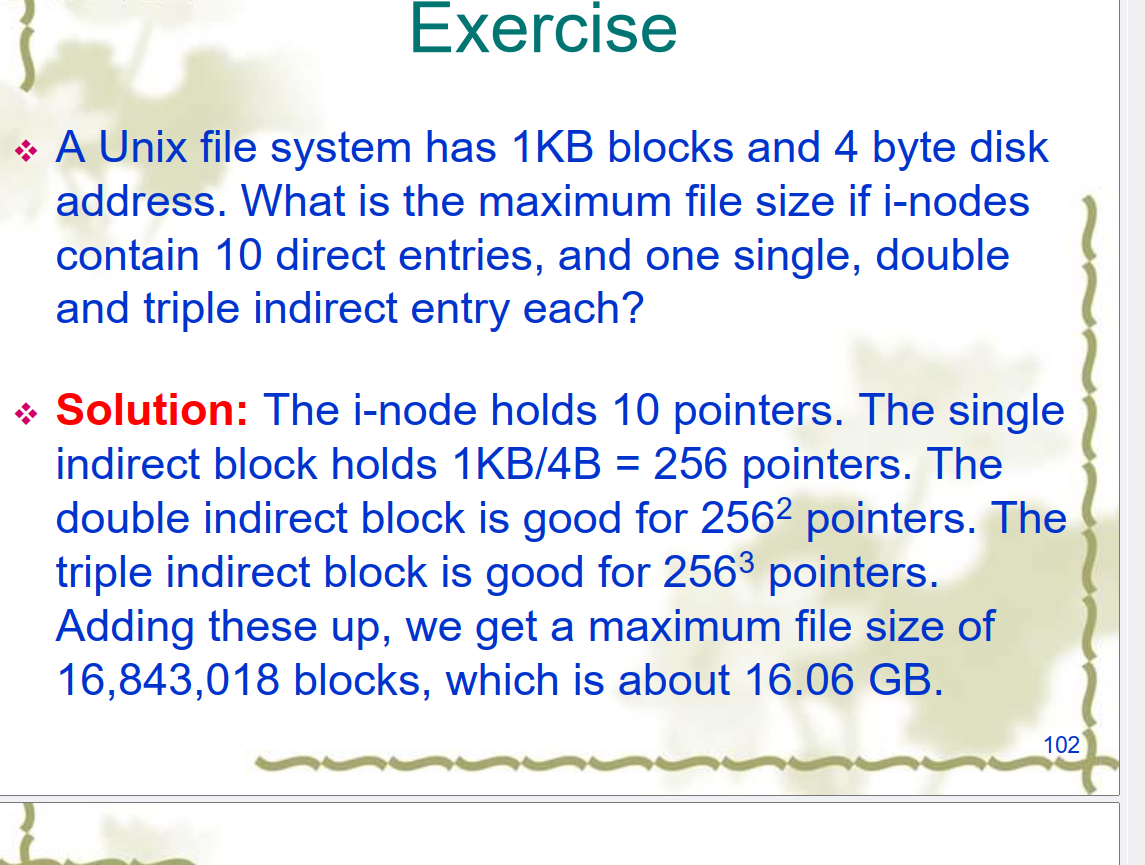 Exercise
❖ A Unix file system has 1KB blocks and 4 byte disk
address. What is the maximum file size if i-nodes
contain 10 direct entries, and one single, double
and triple indirect entry each?
❖ Solution: The i-node holds 10 pointers. The single
indirect block holds 1KB/4B = 256 pointers. The
double indirect block is good for 256² pointers. The
triple indirect block is good for 256³ pointers.
Adding these up, we get a maximum file size of
16,843,018 blocks, which is about 16.06 GB.
102